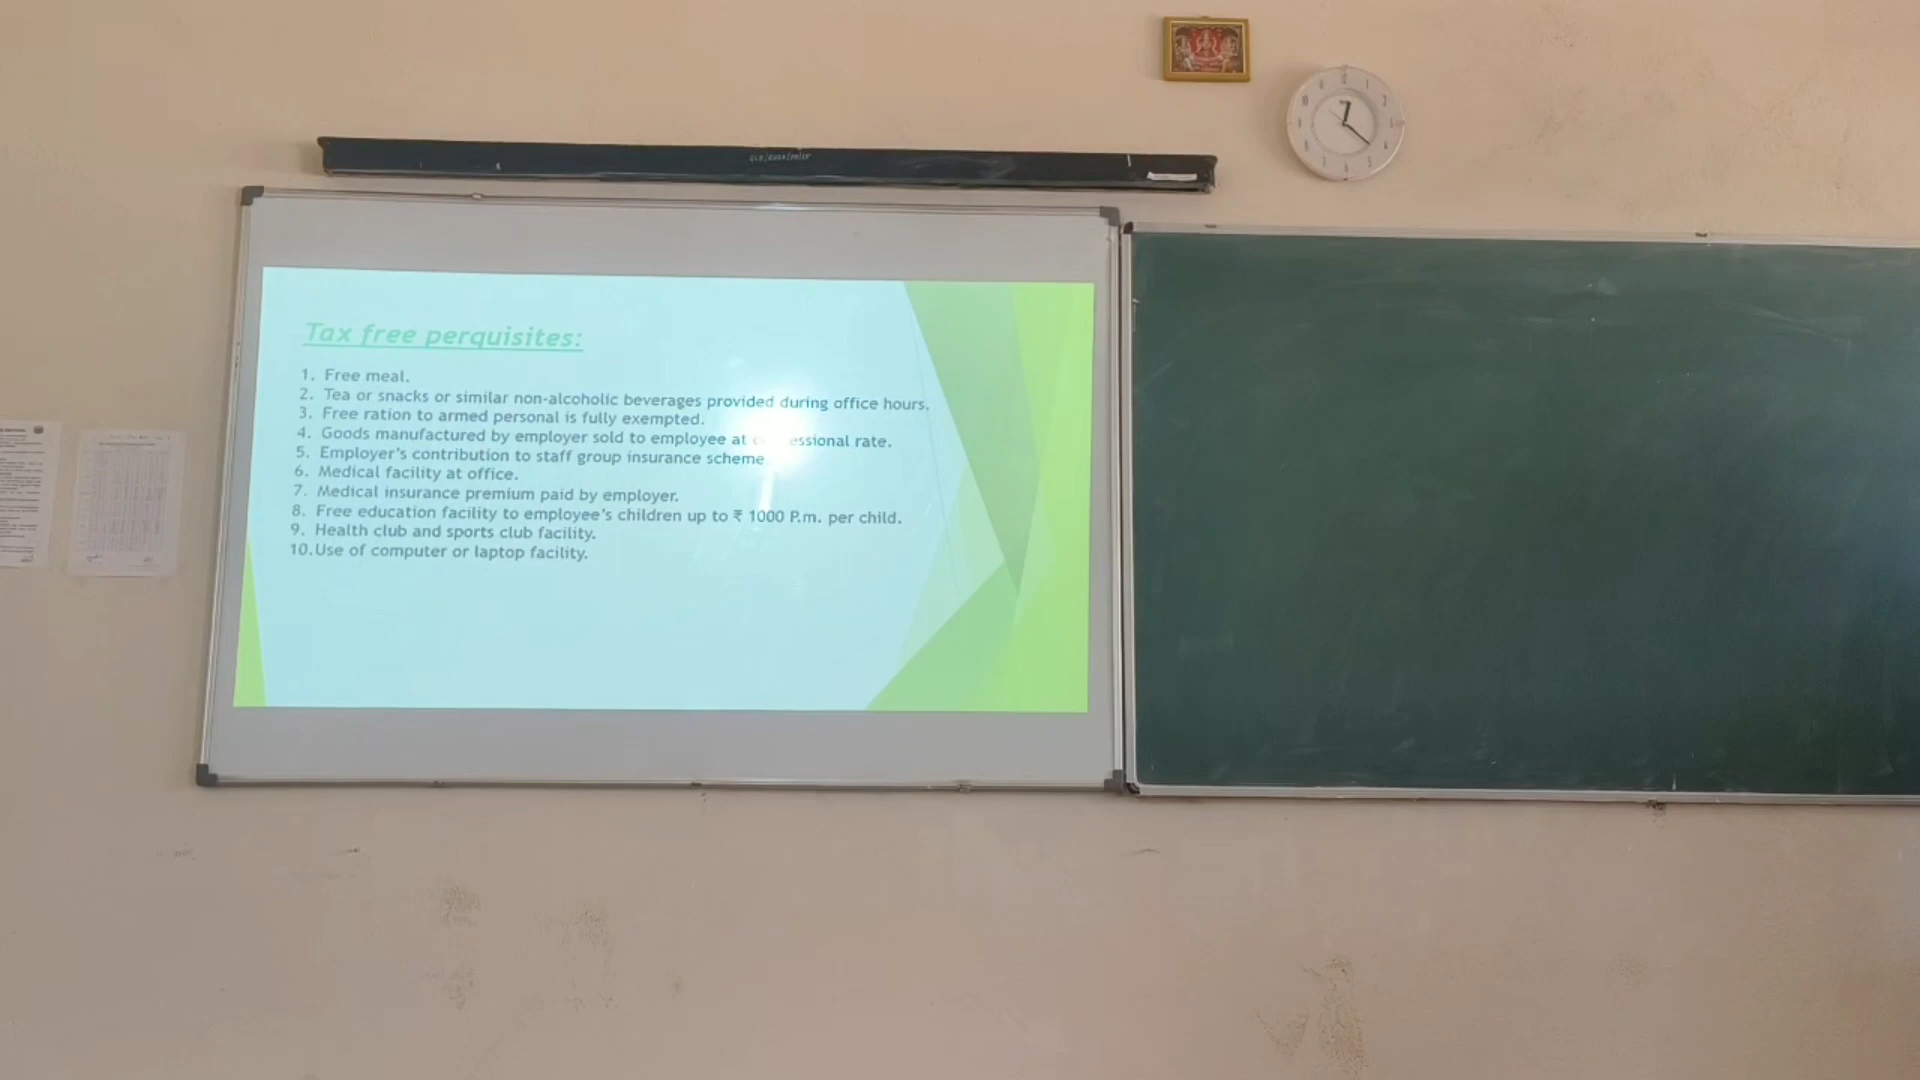 Tax free perquisites:
1. Free meal.
2. Tea or snacks or similar non-alcoholic beverages provided during office hours.
3. Free ration to armed personal is fully exempted.
4. Goods manufactured by employer sold to employee at essional rate.
5. Employer's contribution to staff group insurance scheme
6. Medical facility at office.
7. Medical insurance premium paid by employer.
8. Free education facility to employee's children up to ₹ 1000 P.m. per child.
9. Health club and sports club facility.
10. Use of computer or laptop facility.